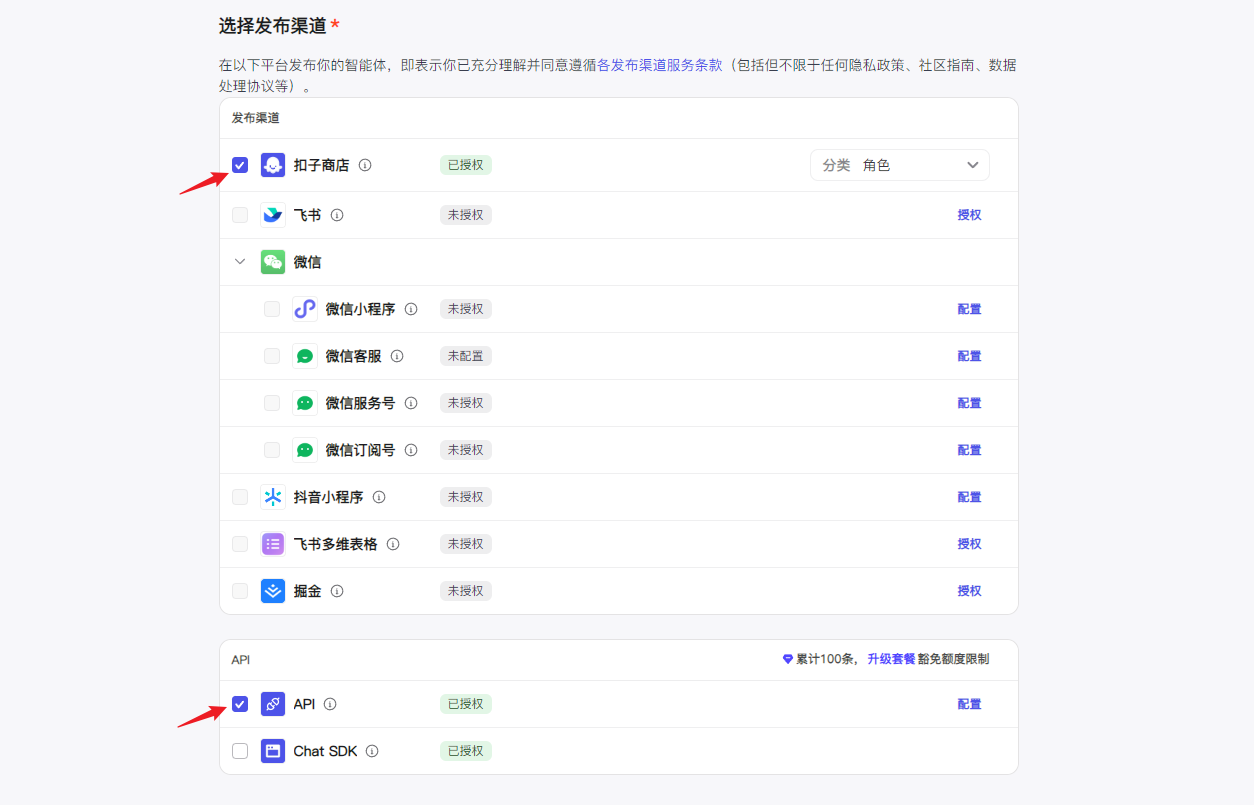 选择发布渠道*
在以下平台发布你的智能体，即表示你已充分理解并同意遵循各发布渠道服务条款（包括但不限于任何隐私政策、社区指南、数据
处理协议等）。
发布渠道
扣子商店 已授权 分类 角色
飞书 未授权 授权
微信
微信小程序 未授权 配置
微信客服 未配置 配置
微信服务号 未授权 配置
微信订阅号 未授权 配置
抖音小程序 未授权 配置
飞书多维表格 未授权 授权
掘金 未授权 授权
API 累计100条， 升级套餐 豁免额度限制
API 已授权 配置
Chat SDK 已授权